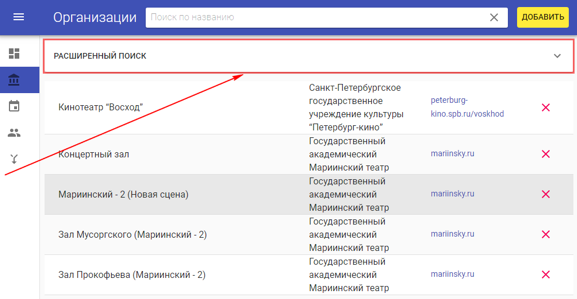 Организации
Поиск по названию
ДОБАВИТЬ
РАСШИРЕННЫЙ ПОИСК
Кинотеатр “Восход”
Санкт-Петербургское
государственное
учреждение культуры
“Петербург-кино”
peterburg-
kino.spb.ru/voskhod
Концертный зал
Государственный
академический
Мариинский театр
mariinsky.ru
Мариинский - 2 (Новая сцена)
Государственный
академический
Мариинский театр
mariinsky.ru
Зал Мусоргского (Мариинский - 2)
Государственный
академический
Мариинский театр
mariinsky.ru
Зал Прокофьева (Мариинский - 2)
Государственный
академический
Мариинский театр
mariinsky.ru